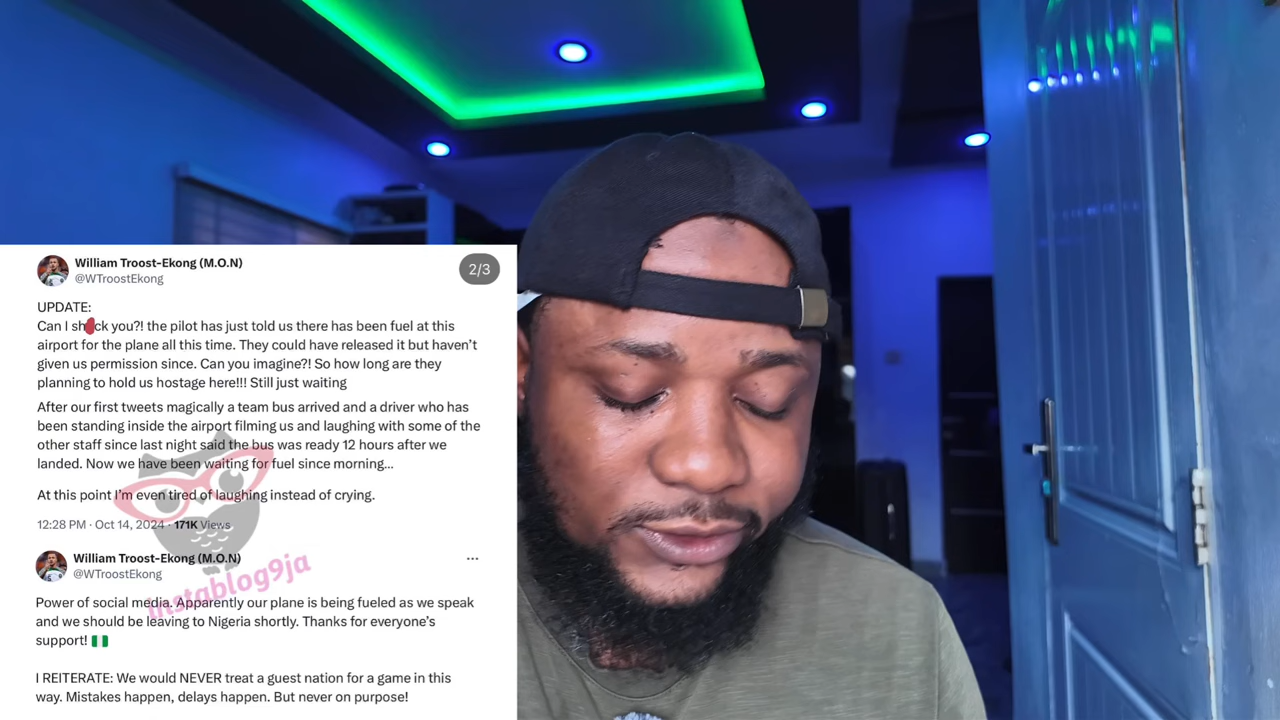 William Troost-Ekong (M.O.N)
@WTroostEkong
2/3
UPDATE:
Can I shock you?! the pilot has just told us there has been fuel at this
airport for the plane all this time. They could have released it but haven't
given us permission since. Can you imagine?! So how long are they
planning to hold us hostage here!!! Still just waiting
After our first tweets magically a team bus arrived and a driver who has
been standing inside the airport filming us and laughing with some of the
other staff since last night said the bus was ready 12 hours after we
landed. Now we have been waiting for fuel since morning...
At this point I'm even tired of laughing instead of crying.
12:28 PM · Oct 14, 2024 · 171K Views
William Troost-Ekong (M.O.N)
@WTroostEkong
instablog9ja
Power of social media. Apparently our plane is being fueled as we speak
and we should be leaving to Nigeria shortly. Thanks for everyone's
support! 🇳🇬
I REITERATE: We would NEVER treat a guest nation for a game in this
way. Mistakes happen, delays happen. But never on purpose!